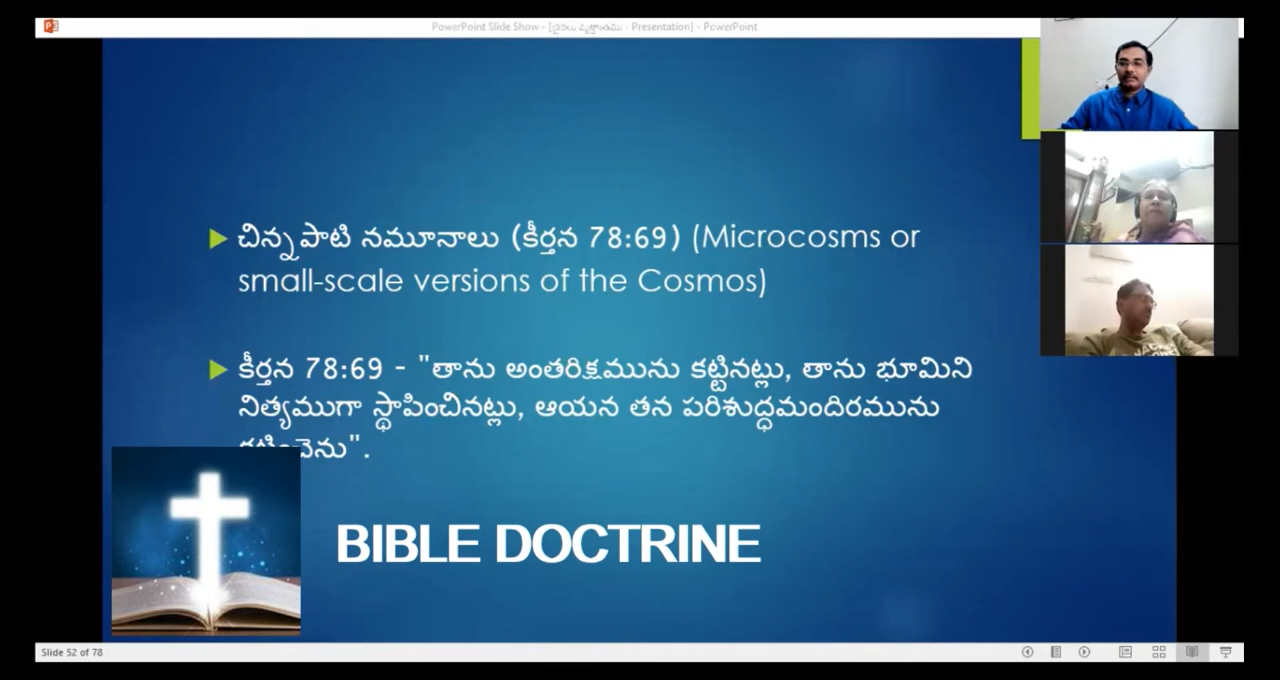 PowerPoint Slide Show - [బైబిలు వృత్తాంతము - Presentation] - PowerPoint
చిన్నపాటి నమూనాలు (కీర్తన 78:69) (Microcosms or
small-scale versions of the Cosmos)
కీర్తన 78:69 - "తాను అంతరిక్షమును కట్టినట్లు, తాను భూమిని
నిత్యముగా స్థాపించినట్లు, ఆయన తన పరిశుద్ధమందిరమును
BIBLE DOCTRINE
Slide 52 of 78